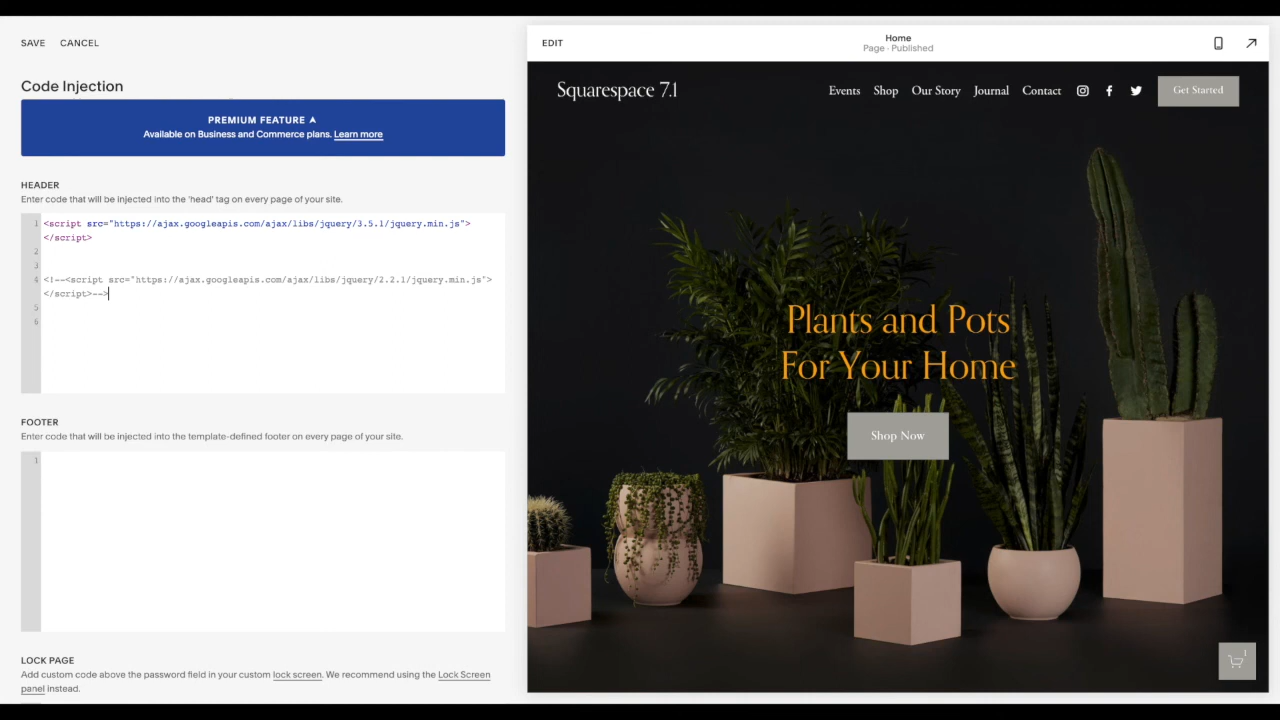 SAVE CANCEL
Code Injection
PREMIUM FEATURE
Available on Business and Commerce plans. Learn more
HEADER
Enter code that will be injected into the 'head' tag on every page of your site.
1 <script src="https://ajax.googleapis.com/ajax/libs/jquery/3.5.1/jquery.min.js">
</script>
2
3
4 <!--<script src="https://ajax.googleapis.com/ajax/libs/jquery/2.2.1/jquery.min.js">
</script>-->
5
6
FOOTER
Enter code that will be injected into the template-defined footer on every page of your site.
1
LOCK PAGE
Add custom code above the password field in your custom lock screen. We recommend using the Lock Screen
panel instead.
EDIT
Home
Page · Published
Squarespace 7.1
Events Shop Our Story Journal Contact Get Started
Plants and Pots
For Your Home
Shop Now
1